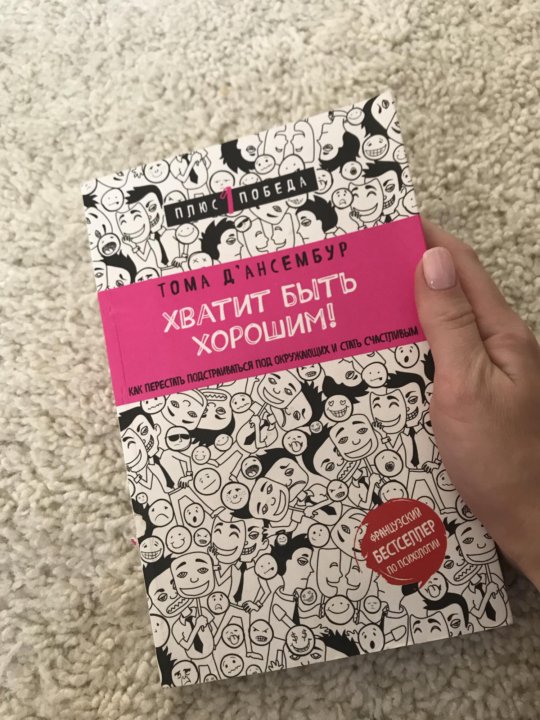 ПЛЮС 1 ПОБЕДА
ТОМА Д'АНСЕМБУР
ХВАТИТ БЫТЬ
ХОРОШИМ!
КАК ПЕРЕСТАТЬ ПОДСТРАИВАТЬСЯ ПОД ОКРУЖАЮЩИХ И СТАТЬ СЧАСТЛИВЫМ
ФРАНЦУЗСКИЙ
БЕСТСЕЛЛЕР
ПО ПСИХОЛОГИИ